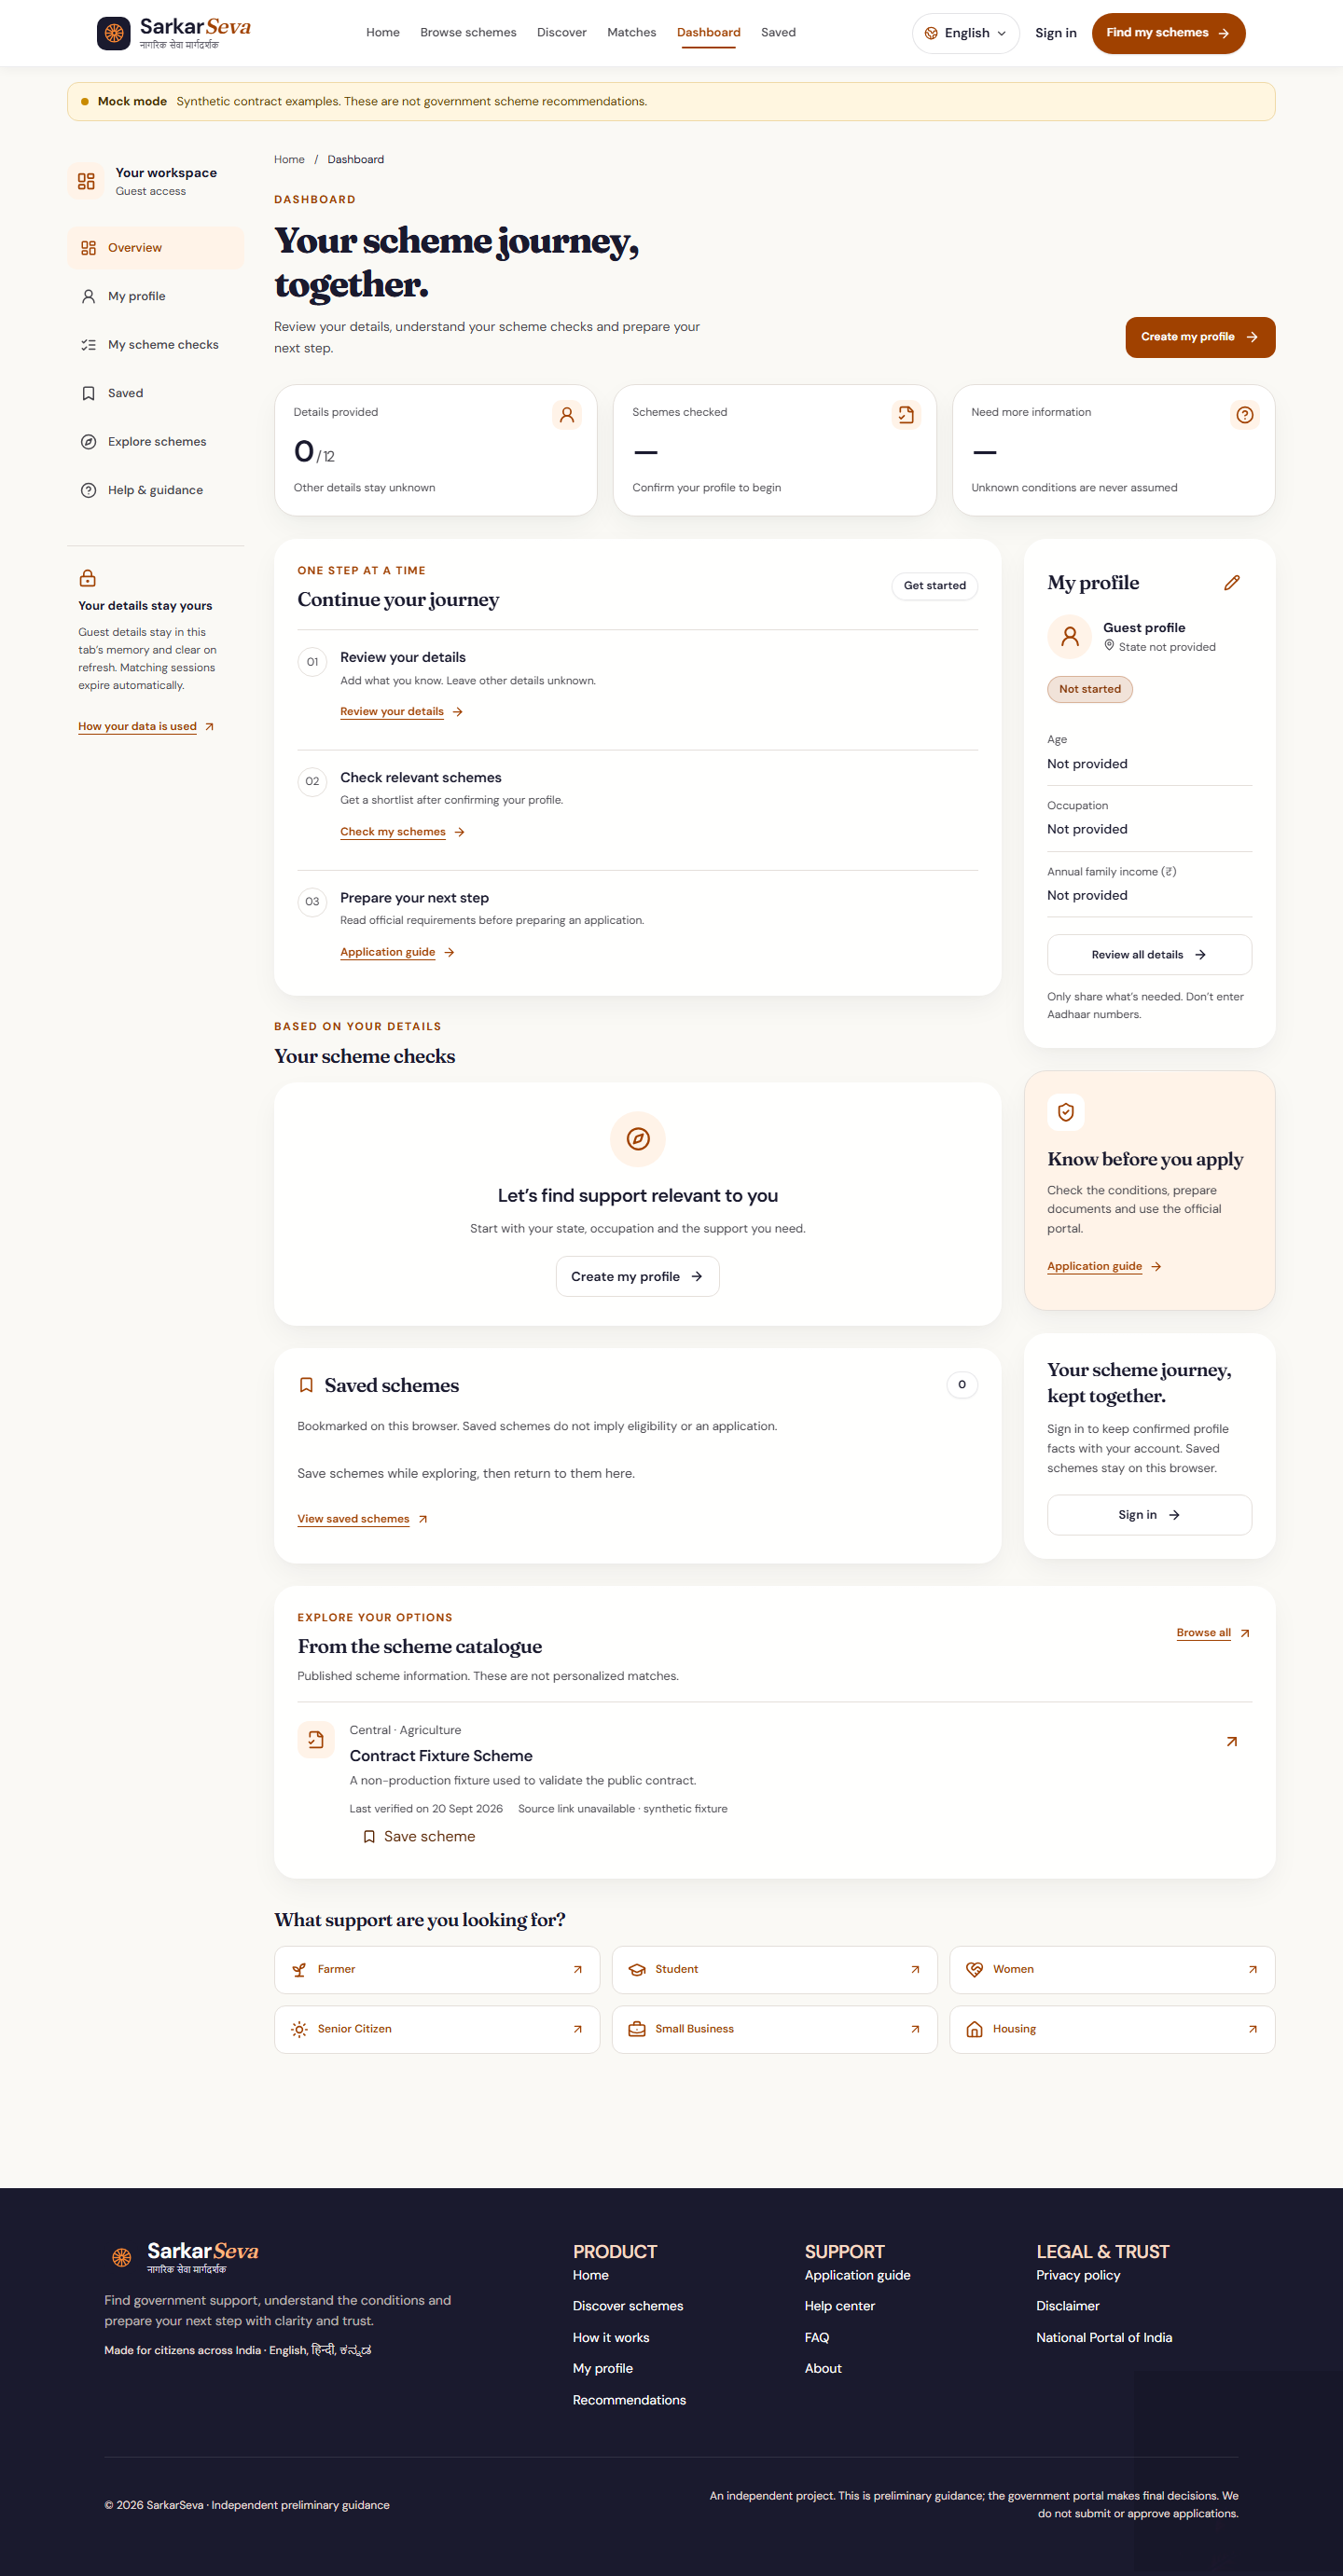 SarkarSeva
नागरिक सेवा मार्गदर्शक
Home
Browse schemes
Discover
Matches
Dashboard
Saved
English
Sign in
Find my schemes
Mock mode Synthetic contract examples. These are not government scheme recommendations.
Your workspace
Guest access
Overview
My profile
My scheme checks
Saved
Explore schemes
Help & guidance
Your details stay yours
Guest details stay in this
tab’s memory and clear on
refresh. Matching sessions
expire automatically.
How your data is used
Home / Dashboard
DASHBOARD
Your scheme journey,
together.
Review your details, understand your scheme checks and prepare your
next step.
Create my profile
Details provided
0 / 12
Other details stay unknown
Schemes checked
—
Confirm your profile to begin
Need more information
—
Unknown conditions are never assumed
ONE STEP AT A TIME
Continue your journey
Get started
01
Review your details
Add what you know. Leave other details unknown.
Review your details
02
Check relevant schemes
Get a shortlist after confirming your profile.
Check my schemes
03
Prepare your next step
Read official requirements before preparing an application.
Application guide
My profile
Guest profile
State not provided
Not started
Age
Not provided
Occupation
Not provided
Annual family income (₹)
Not provided
Review all details
Only share what’s needed. Don’t enter
Aadhaar numbers.
BASED ON YOUR DETAILS
Your scheme checks
Let’s find support relevant to you
Start with your state, occupation and the support you need.
Create my profile
Know before you apply
Check the conditions, prepare
documents and use the official
portal.
Application guide
Saved schemes
0
Bookmarked on this browser. Saved schemes do not imply eligibility or an application.
Save schemes while exploring, then return to them here.
View saved schemes
Your scheme journey,
kept together.
Sign in to keep confirmed profile
facts with your account. Saved
schemes stay on this browser.
Sign in
EXPLORE YOUR OPTIONS
From the scheme catalogue
Published scheme information. These are not personalized matches.
Browse all
Central · Agriculture
Contract Fixture Scheme
A non-production fixture used to validate the public contract.
Last verified on 20 Sept 2026 Source link unavailable · synthetic fixture
Save scheme
What support are you looking for?
Farmer
Student
Women
Senior Citizen
Small Business
Housing
SarkarSeva
नागरिक सेवा मार्गदर्शक
Find government support, understand the conditions and
prepare your next step with clarity and trust.
Made for citizens across India · English, हिन्दी, ಕನ್ನಡ
PRODUCT
Home
Discover schemes
How it works
My profile
Recommendations
SUPPORT
Application guide
Help center
FAQ
About
LEGAL & TRUST
Privacy policy
Disclaimer
National Portal of India
© 2026 SarkarSeva · Independent preliminary guidance
An independent project. This is preliminary guidance; the government portal makes final decisions. We
do not submit or approve applications.